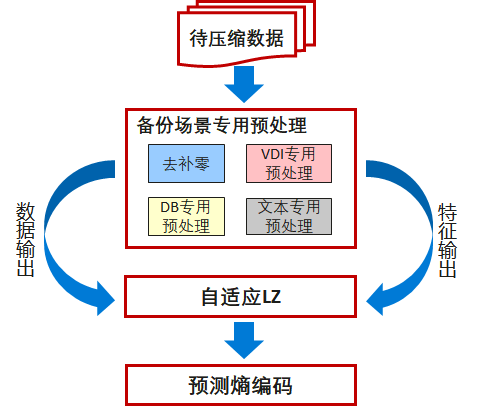 待压缩数据
备份场景专用预处理
去补零
VDI专用
预处理
DB专用
预处理
文本专用
预处理
数据输出
特征输出
自适应LZ
预测熵编码